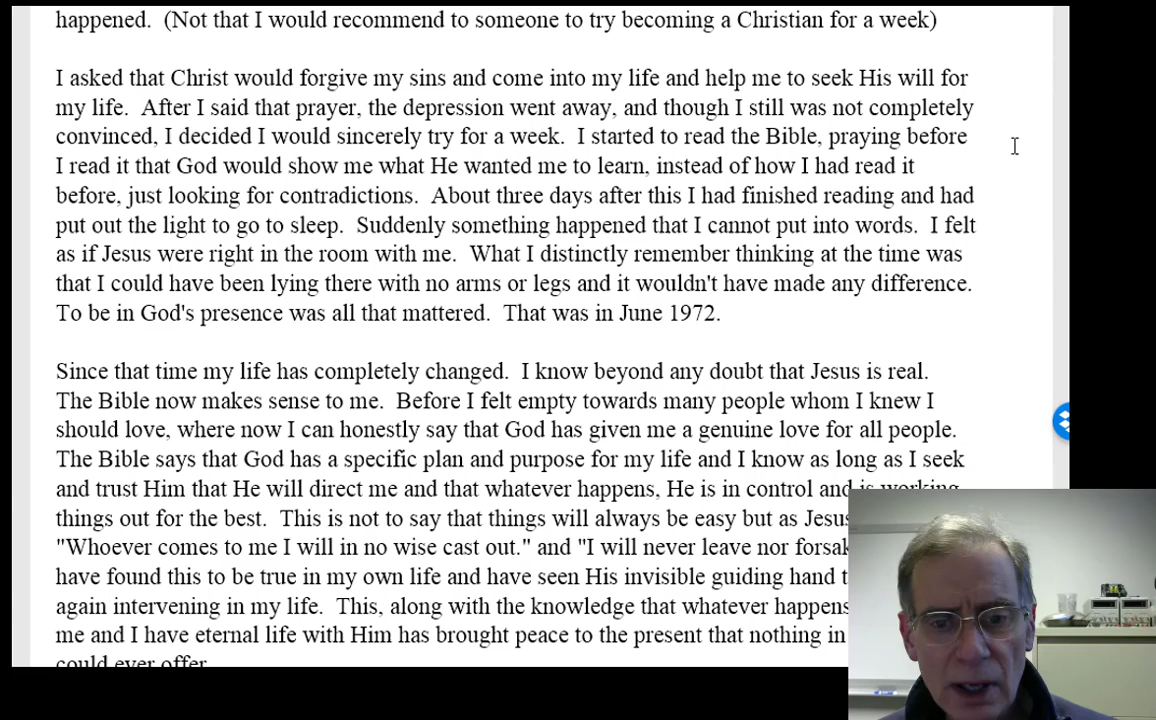 happened.  (Not that I would recommend to someone to try becoming a Christian for a week)
I asked that Christ would forgive my sins and come into my life and help me to seek His will for
my life.  After I said that prayer, the depression went away, and though I still was not completely
convinced, I decided I would sincerely try for a week.  I started to read the Bible, praying before
I read it that God would show me what He wanted me to learn, instead of how I had read it
before, just looking for contradictions.  About three days after this I had finished reading and had
put out the light to go to sleep.  Suddenly something happened that I cannot put into words.  I felt
as if Jesus were right in the room with me.  What I distinctly remember thinking at the time was
that I could have been lying there with no arms or legs and it wouldn't have made any difference.
To be in God's presence was all that mattered.  That was in June 1972.
Since that time my life has completely changed.  I know beyond any doubt that Jesus is real.
The Bible now makes sense to me.  Before I felt empty towards many people whom I knew I
should love, where now I can honestly say that God has given me a genuine love for all people.
The Bible says that God has a specific plan and purpose for my life and I know as long as I seek
and trust Him that He will direct me and that whatever happens, He is in control and is working
things out for the best.  This is not to say that things will always be easy but as Jesus
"Whoever comes to me I will in no wise cast out." and "I will never leave nor forsak
have found this to be true in my own life and have seen His invisible guiding hand t
again intervening in my life.  This, along with the knowledge that whatever happens
me and I have eternal life with Him has brought peace to the present that nothing in
could ever offer